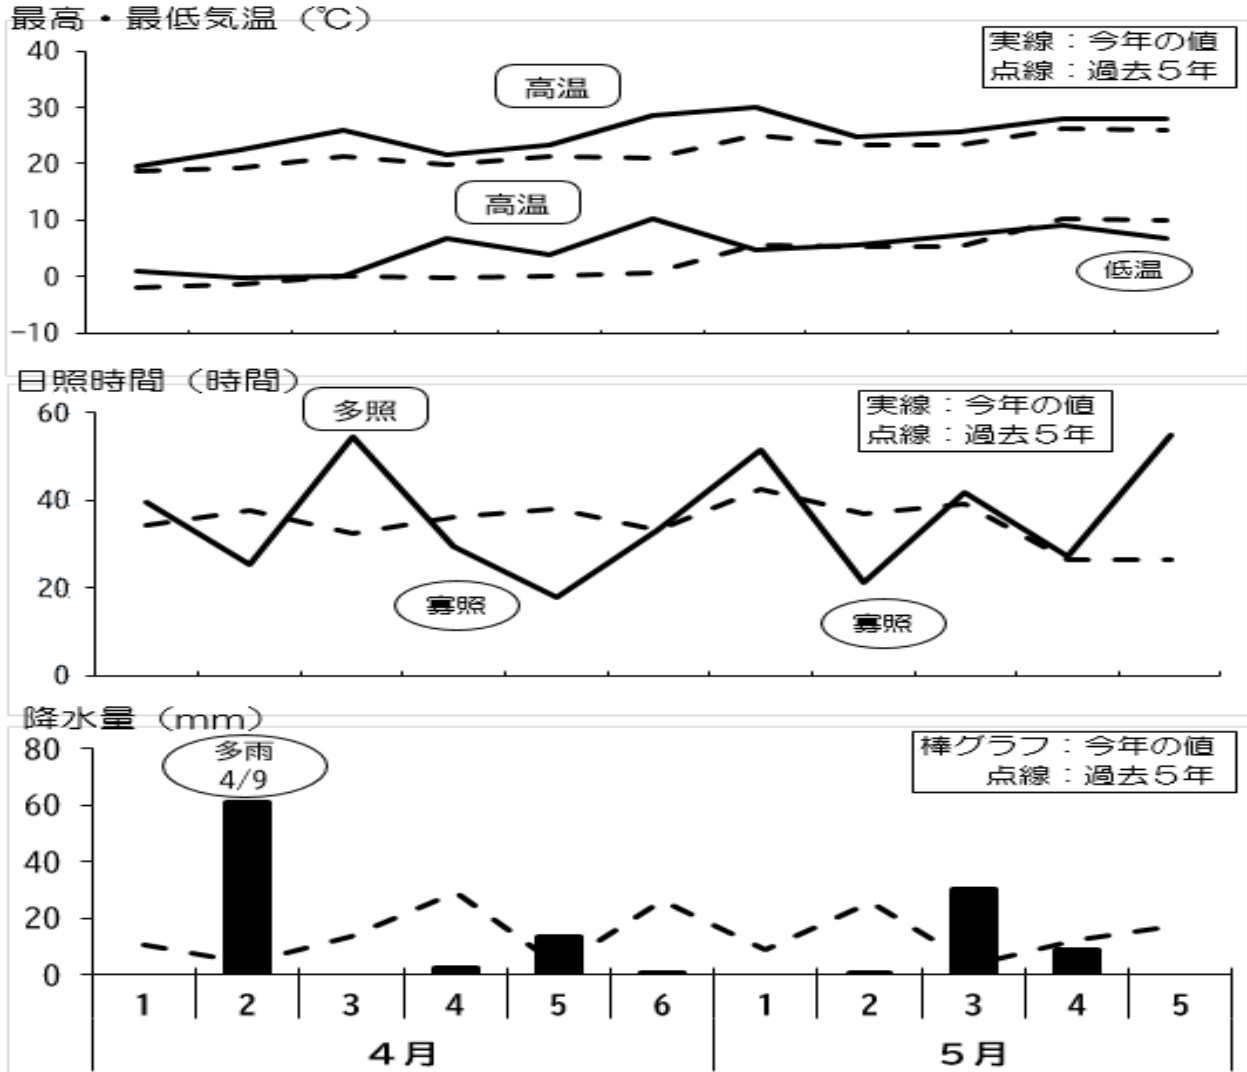 最高・最低気温（℃）
実線：今年の値
点線：過去５年
40
30
20
10
0
−10
高温
高温
低温
日照時間（時間）
実線：今年の値
点線：過去５年
60
40
20
0
多照
寡照
寡照
降水量（mm）
棒グラフ：今年の値
点線：過去５年
80
60
40
20
0
多雨
4/9
1 2 3 4 5 6 1 2 3 4 5
４月 ５月